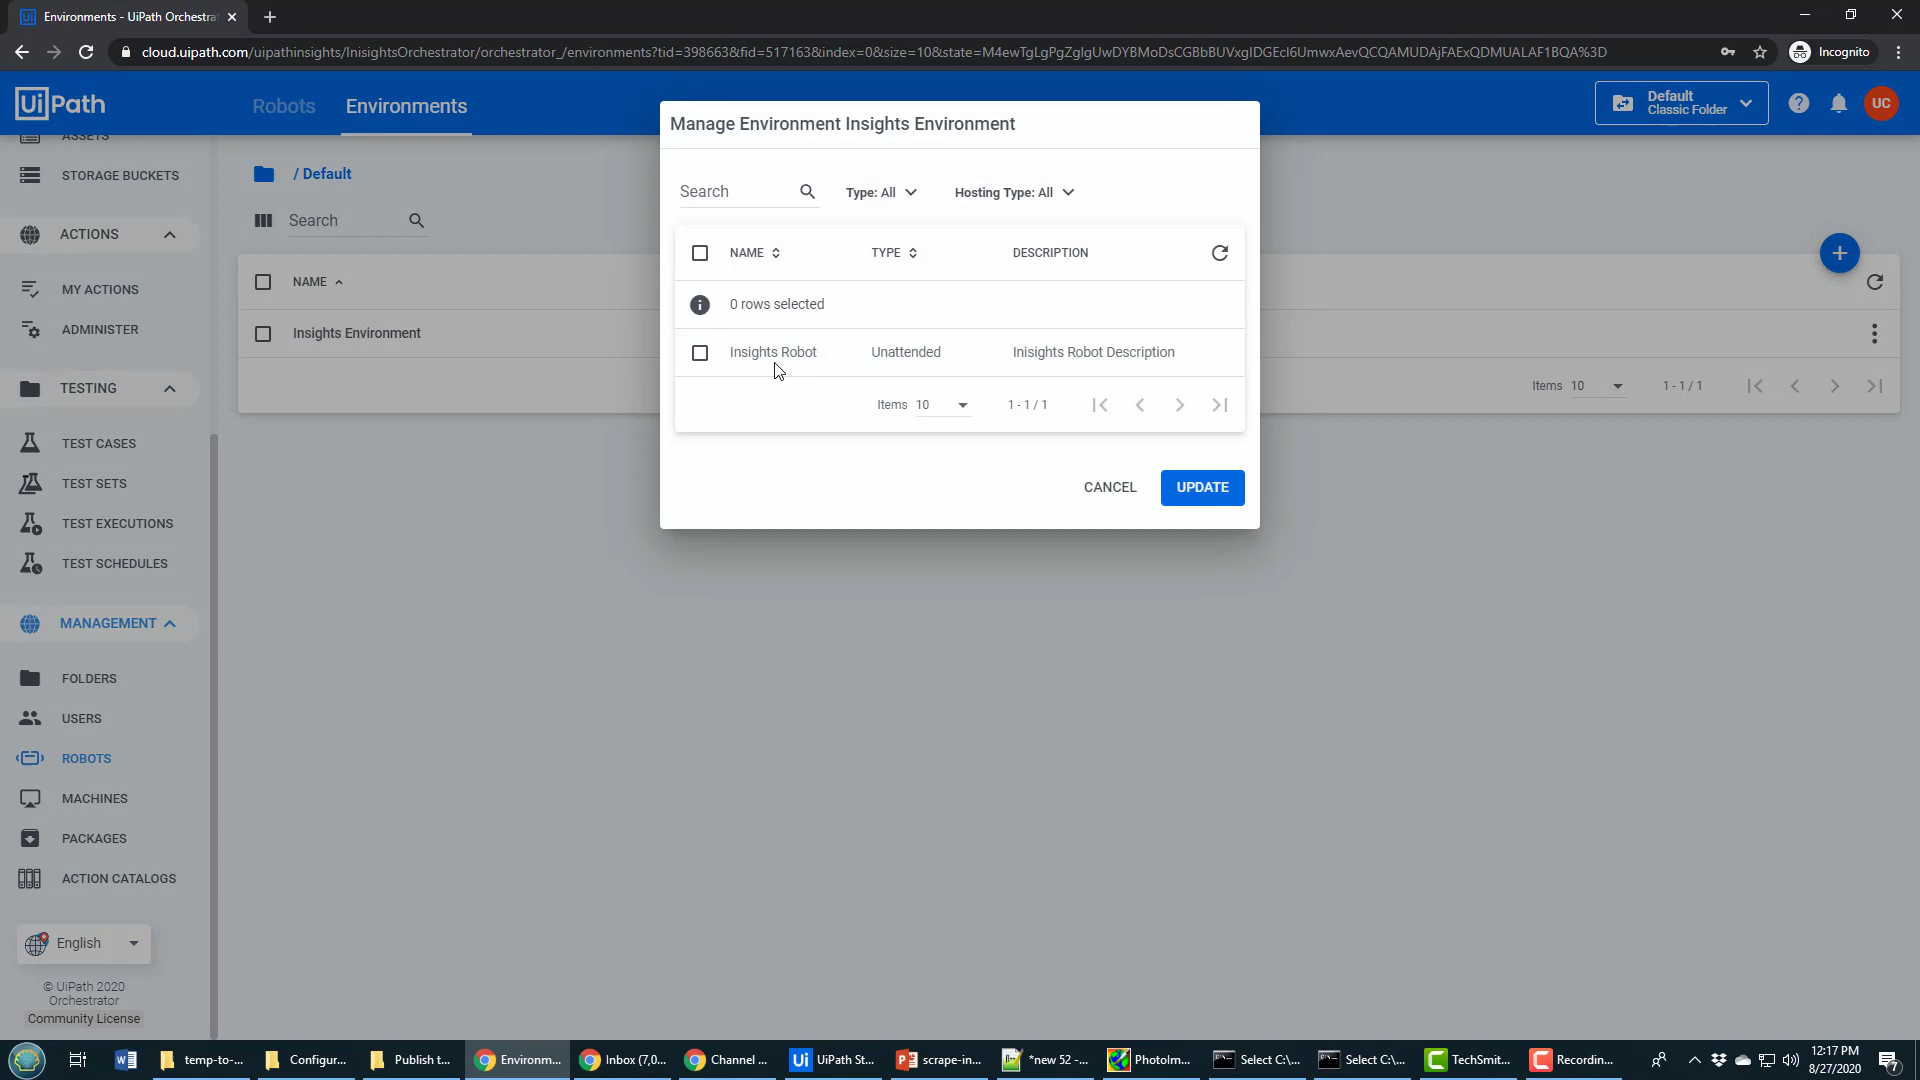 Environments - UiPath Orchestra
cloud.uipath.com/uipathinsights/InisightsOrchestrator/orchestrator_/environments?tid=398663&fid=517163&index=0&size=10&state=M4ewTgLgPgZglgUwDYBMoDsCGBbBUVxgIDGEcI6UmwxAevQCQAMUDAjFAExQDMUALAF1BQA%3D
Incognito
UiPath
Robots
Environments
Default
Classic Folder
UC
Manage Environment Insights Environment
ASSETS
STORAGE BUCKETS
/ Default
Search
Search
Type: All
Hosting Type: All
ACTIONS
NAME
TYPE
DESCRIPTION
NAME
MY ACTIONS
0 rows selected
ADMINISTER
Insights Environment
Insights Robot
Unattended
Inisights Robot Description
TESTING
Items 10
1 - 1 / 1
Items 10
1 - 1 / 1
TEST CASES
TEST SETS
CANCEL
UPDATE
TEST EXECUTIONS
TEST SCHEDULES
MANAGEMENT
FOLDERS
USERS
ROBOTS
MACHINES
PACKAGES
ACTION CATALOGS
English
© UiPath 2020
Orchestrator
Community License
temp-to-...
Configur...
Publish t...
Environm...
Inbox (7,0...
Channel ...
UiPath St...
scrape-in...
*new 52 -...
PhotoIm...
Select C:\...
Select C:\...
TechSmit...
Recordin...
12:17 PM
8/27/2020
7